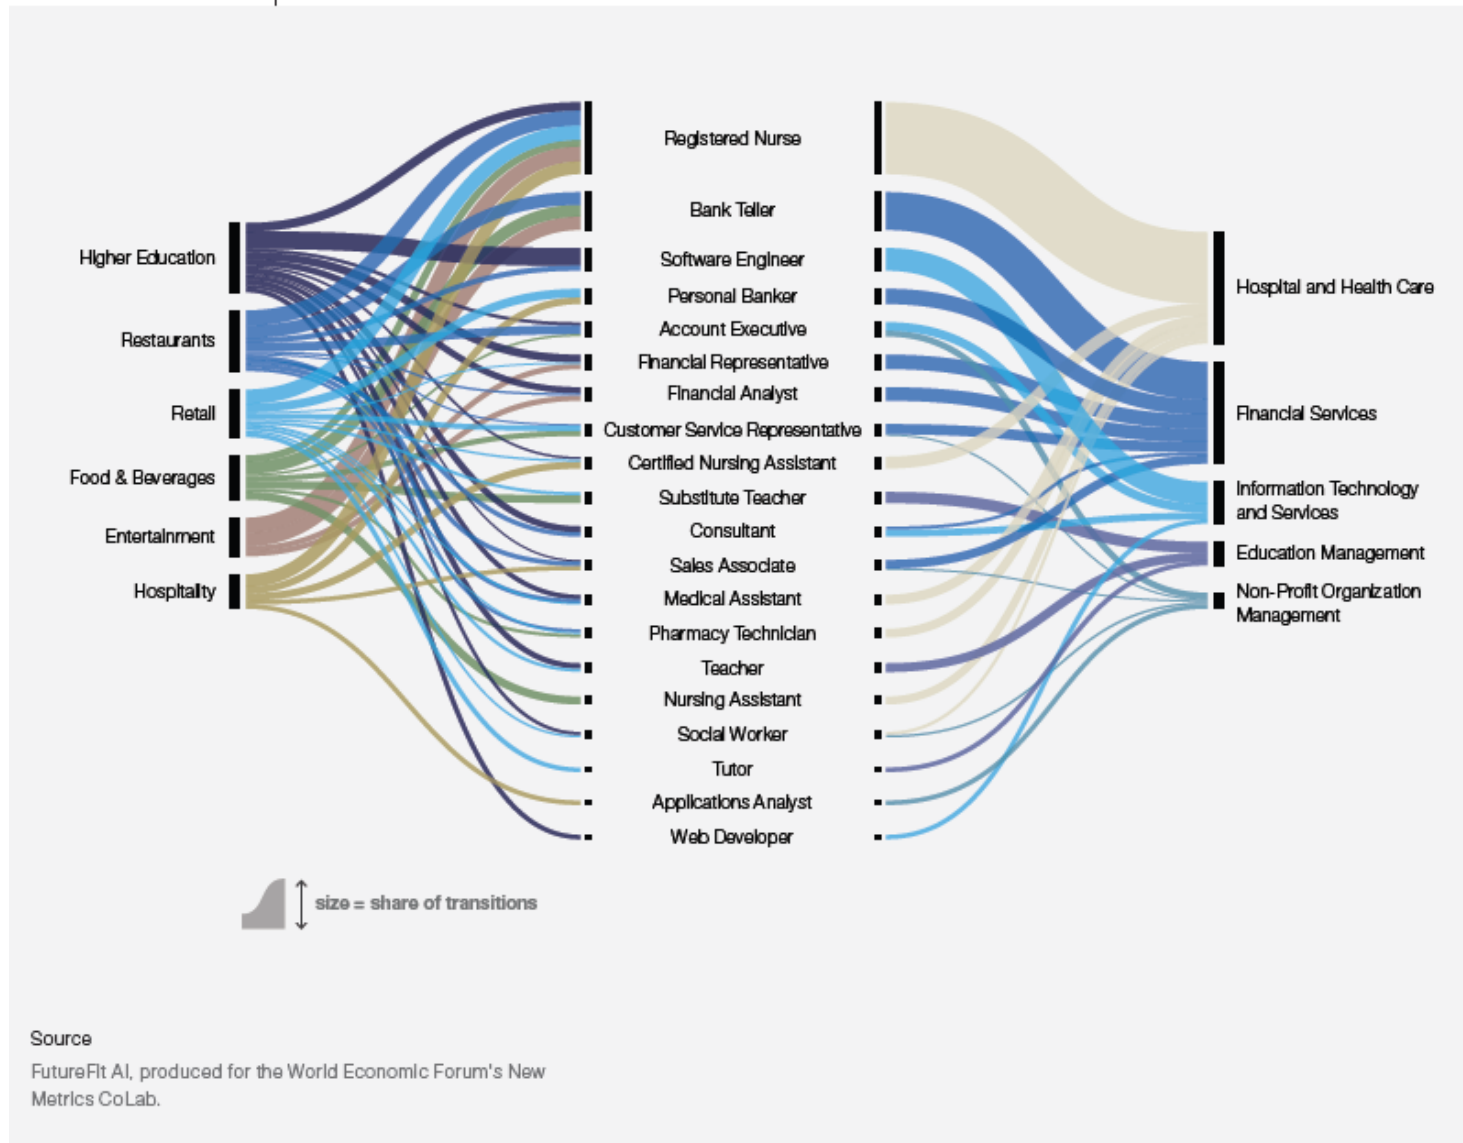 Higher Education
Restaurants
Retail
Food & Beverages
Entertainment
Hospitality
Registered Nurse
Bank Teller
Software Engineer
Personal Banker
Account Executive
Financial Representative
Financial Analyst
Customer Service Representative
Certified Nursing Assistant
Substitute Teacher
Consultant
Sales Associate
Medical Assistant
Pharmacy Technician
Teacher
Nursing Assistant
Social Worker
Tutor
Applications Analyst
Web Developer
Hospital and Health Care
Financial Services
Information Technology
and Services
Education Management
Non-Profit Organization
Management
size = share of transitions
Source
FutureFit AI, produced for the World Economic Forum's New
Metrics CoLab.